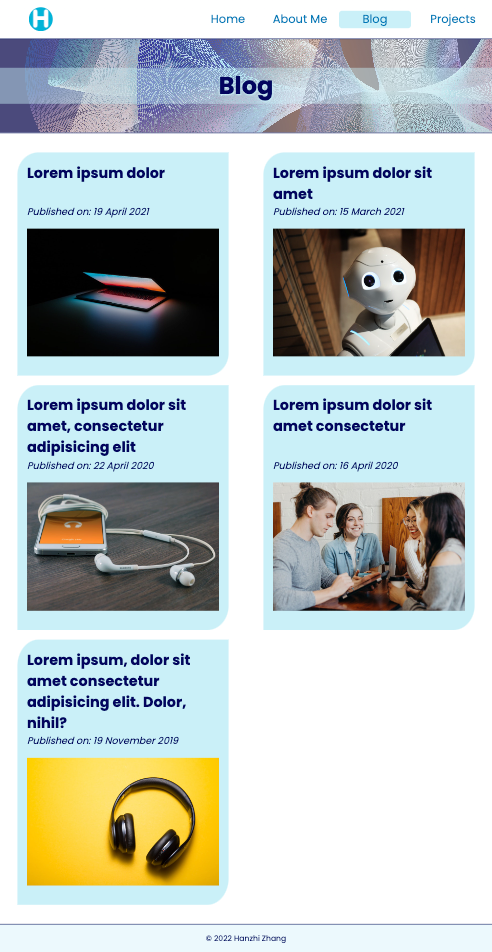 H
Home About Me Blog Projects
Blog
Lorem ipsum dolor
Published on: 19 April 2021
Lorem ipsum dolor sit
amet
Published on: 15 March 2021
Lorem ipsum dolor sit
amet, consectetur
adipisicing elit
Published on: 22 April 2020
Lorem ipsum dolor sit
amet consectetur
Published on: 16 April 2020
Lorem ipsum, dolor sit
amet consectetur
adipisicing elit. Dolor,
nihil?
Published on: 19 November 2019
© 2022 Hanzhi Zhang